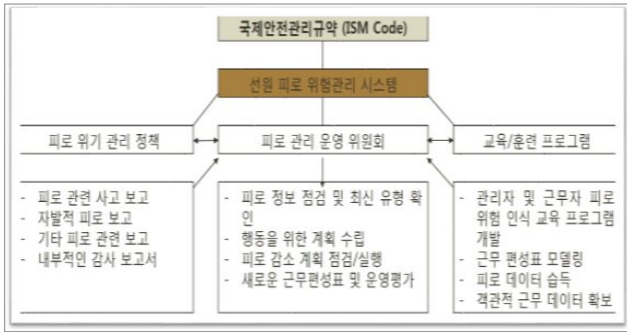 국제안전관리규약 (ISM Code)
선원 피로 위험관리 시스템
피로 위기 관리 정책
피로 관리 운영 위원회
교육/훈련 프로그램
- 피로 관련 사고 보고
- 자발적 피로 보고
- 기타 피로 관련 보고
- 내부적인 감사 보고서
- 피로 정보 점검 및 최신 유형 확
인
- 행동을 위한 계획 수립
- 피로 감소 계획 점검/실행
- 새로운 근무편성표 및 운영평가
- 관리자 및 근무자 피로
위험 인식 교육 프로그램
개발
- 근무 편성표 모델링
- 피로 데이터 습득
- 객관적 근무 데이터 확보